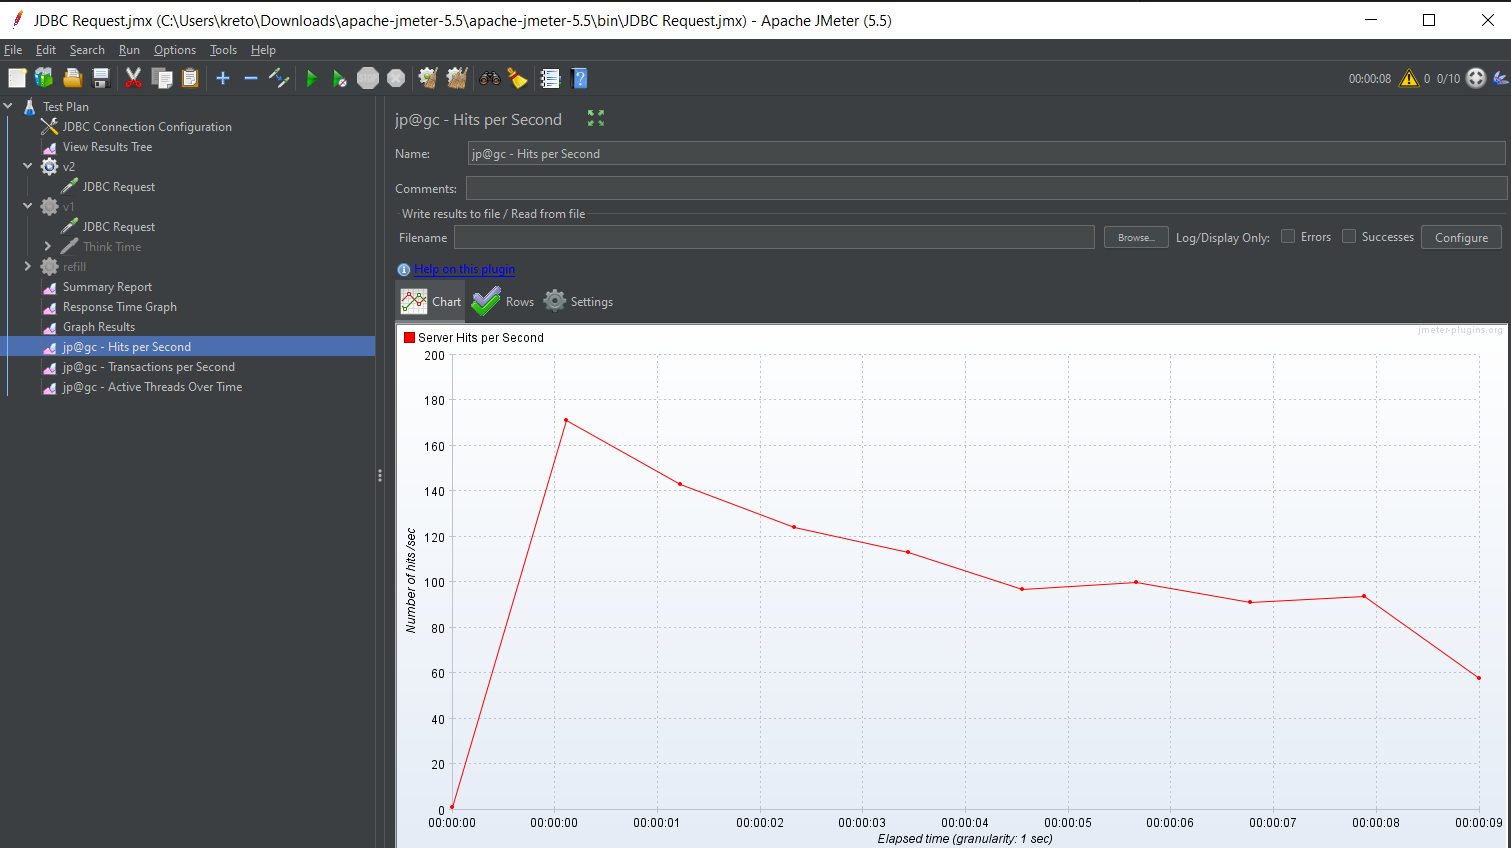 JDBC Request.jmx (C:\Users\kreto\Downloads\apache-jmeter-5.5\apache-jmeter-5.5\bin\JDBC Request.jmx) - Apache JMeter (5.5)
File Edit Search Run Options Tools Help
STOP
00:00:08 0 0/10
Test Plan
JDBC Connection Configuration
View Results Tree
v2
JDBC Request
v1
JDBC Request
Think Time
refill
Summary Report
Response Time Graph
Graph Results
jp@gc - Hits per Second
jp@gc - Transactions per Second
jp@gc - Active Threads Over Time
jp@gc - Hits per Second
Name: jp@gc - Hits per Second
Comments:
Write results to file / Read from file
Filename Browse... Log/Display Only: Errors Successes Configure
Help on this plugin
Chart Rows Settings
Server Hits per Second
jmeter-plugins.org
200
180
160
140
120
100
80
60
40
20
0
Number of hits /sec
00:00:00 00:00:00 00:00:01 00:00:02 00:00:03 00:00:04 00:00:05 00:00:06 00:00:07 00:00:08 00:00:09
Elapsed time (granularity: 1 sec)